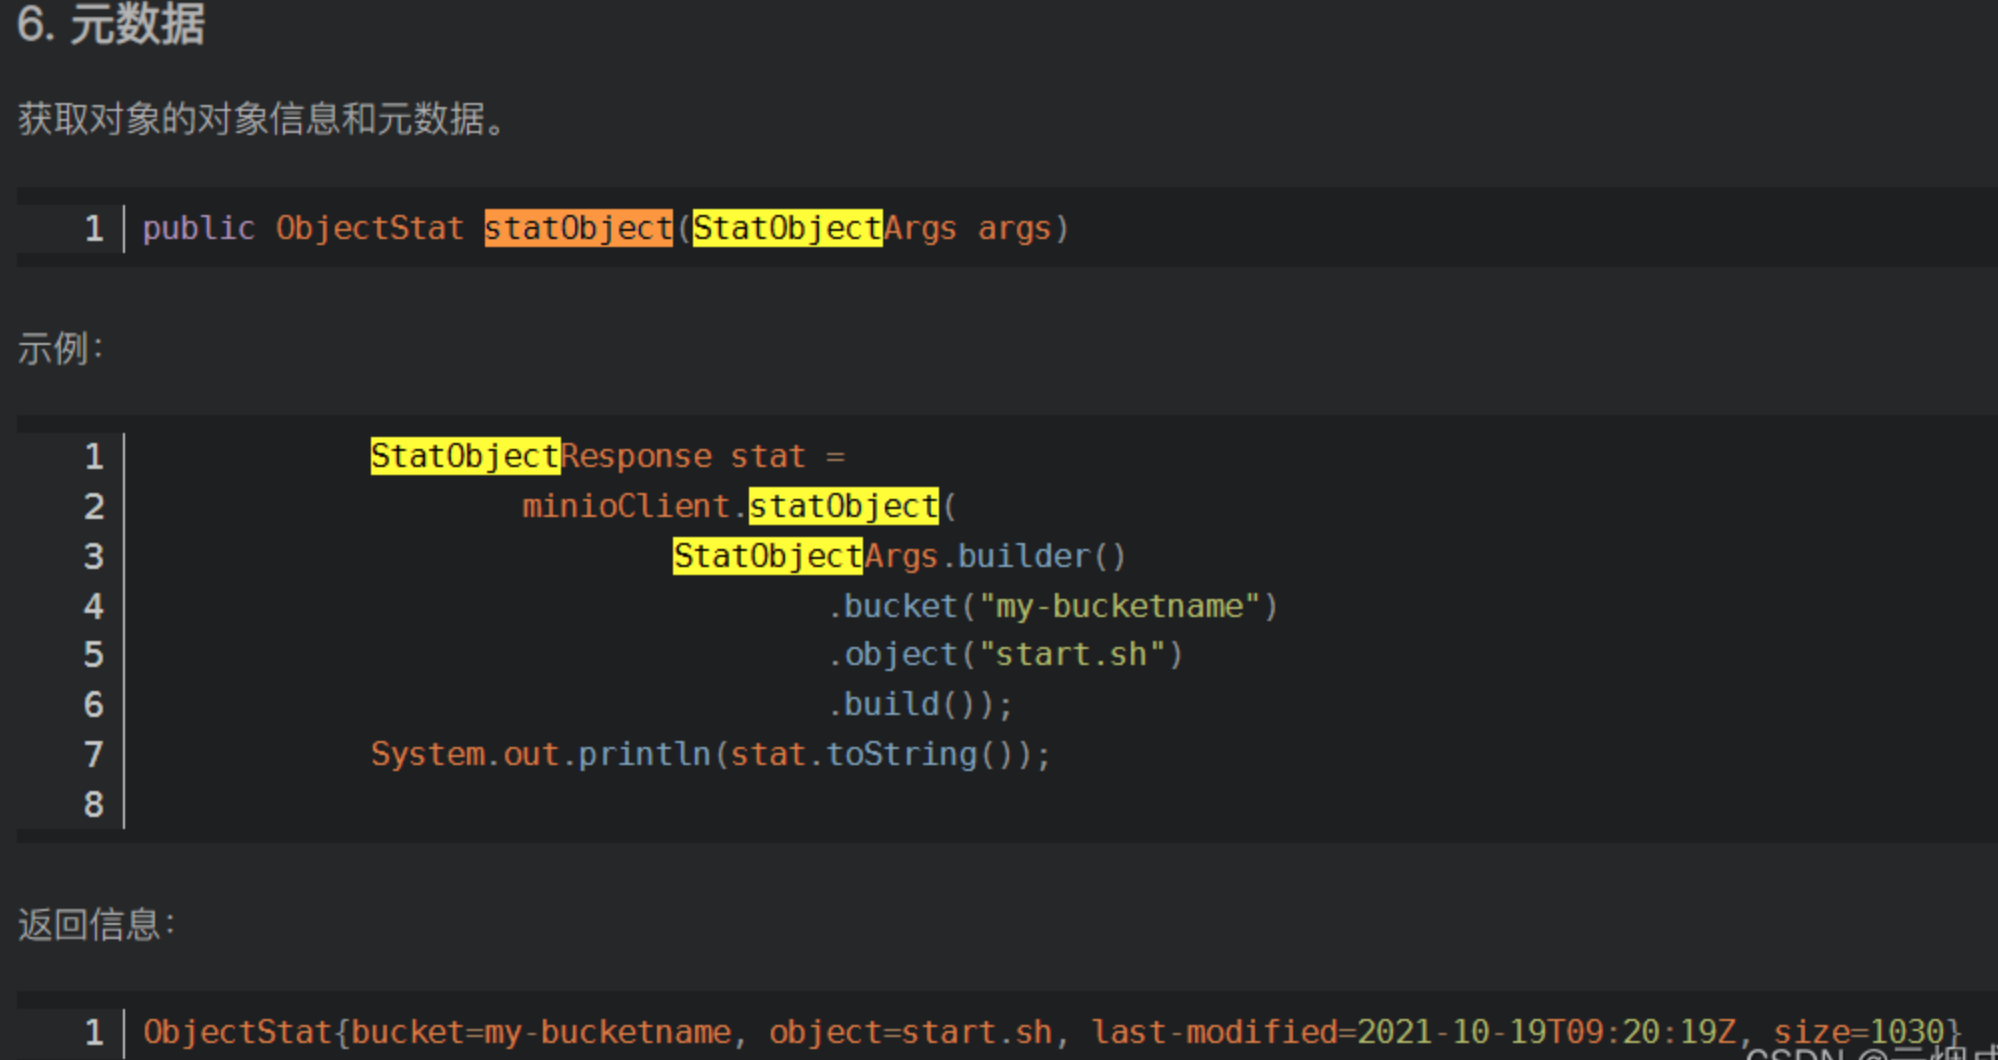 6. 元数据
获取对象的对象信息和元数据。
1 public ObjectStat statObject(StatObjectArgs args)
示例：
1 StatObjectResponse stat =
2 minioClient.statObject(
3 StatObjectArgs.builder()
4 .bucket("my-bucketname")
5 .object("start.sh")
6 .build());
7 System.out.println(stat.toString());
8
返回信息：
1 ObjectStat{bucket=my-bucketname, object=start.sh, last-modified=2021-10-19T09:20:19Z, size=1030}
CSDN